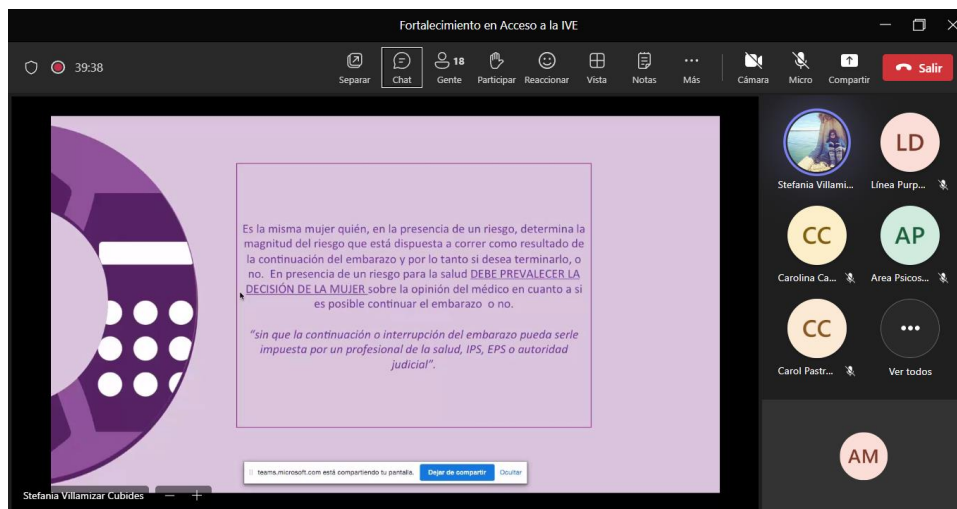 Fortalecimiento en Acceso a la IVE
39:38
Separar
Chat
18
Gente
Participar
Reaccionar
Vista
Notas
Más
Cámara
Micro
Compartir
Salir
Es la misma mujer quién, en la presencia de un riesgo, determina la
magnitud del riesgo que está dispuesta a correr como resultado de
la continuación del embarazo y por lo tanto si desea terminarlo, o
no. En presencia de un riesgo para la salud DEBE PREVALECER LA
DECISIÓN DE LA MUJER sobre la opinión del médico en cuanto a si
es posible continuar el embarazo o no.
"sin que la continuación o interrupción del embarazo pueda serle
impuesta por un profesional de la salud, IPS, EPS o autoridad
judicial".
teams.microsoft.com está compartiendo tu pantalla.
Dejar de compartir
Ocultar
Stefania Villamizar Cubides
Stefania Villami...
LD
Línea Purp...
CC
Carolina Ca...
AP
Area Psicos...
CC
Carol Pastr...
Ver todos
AM